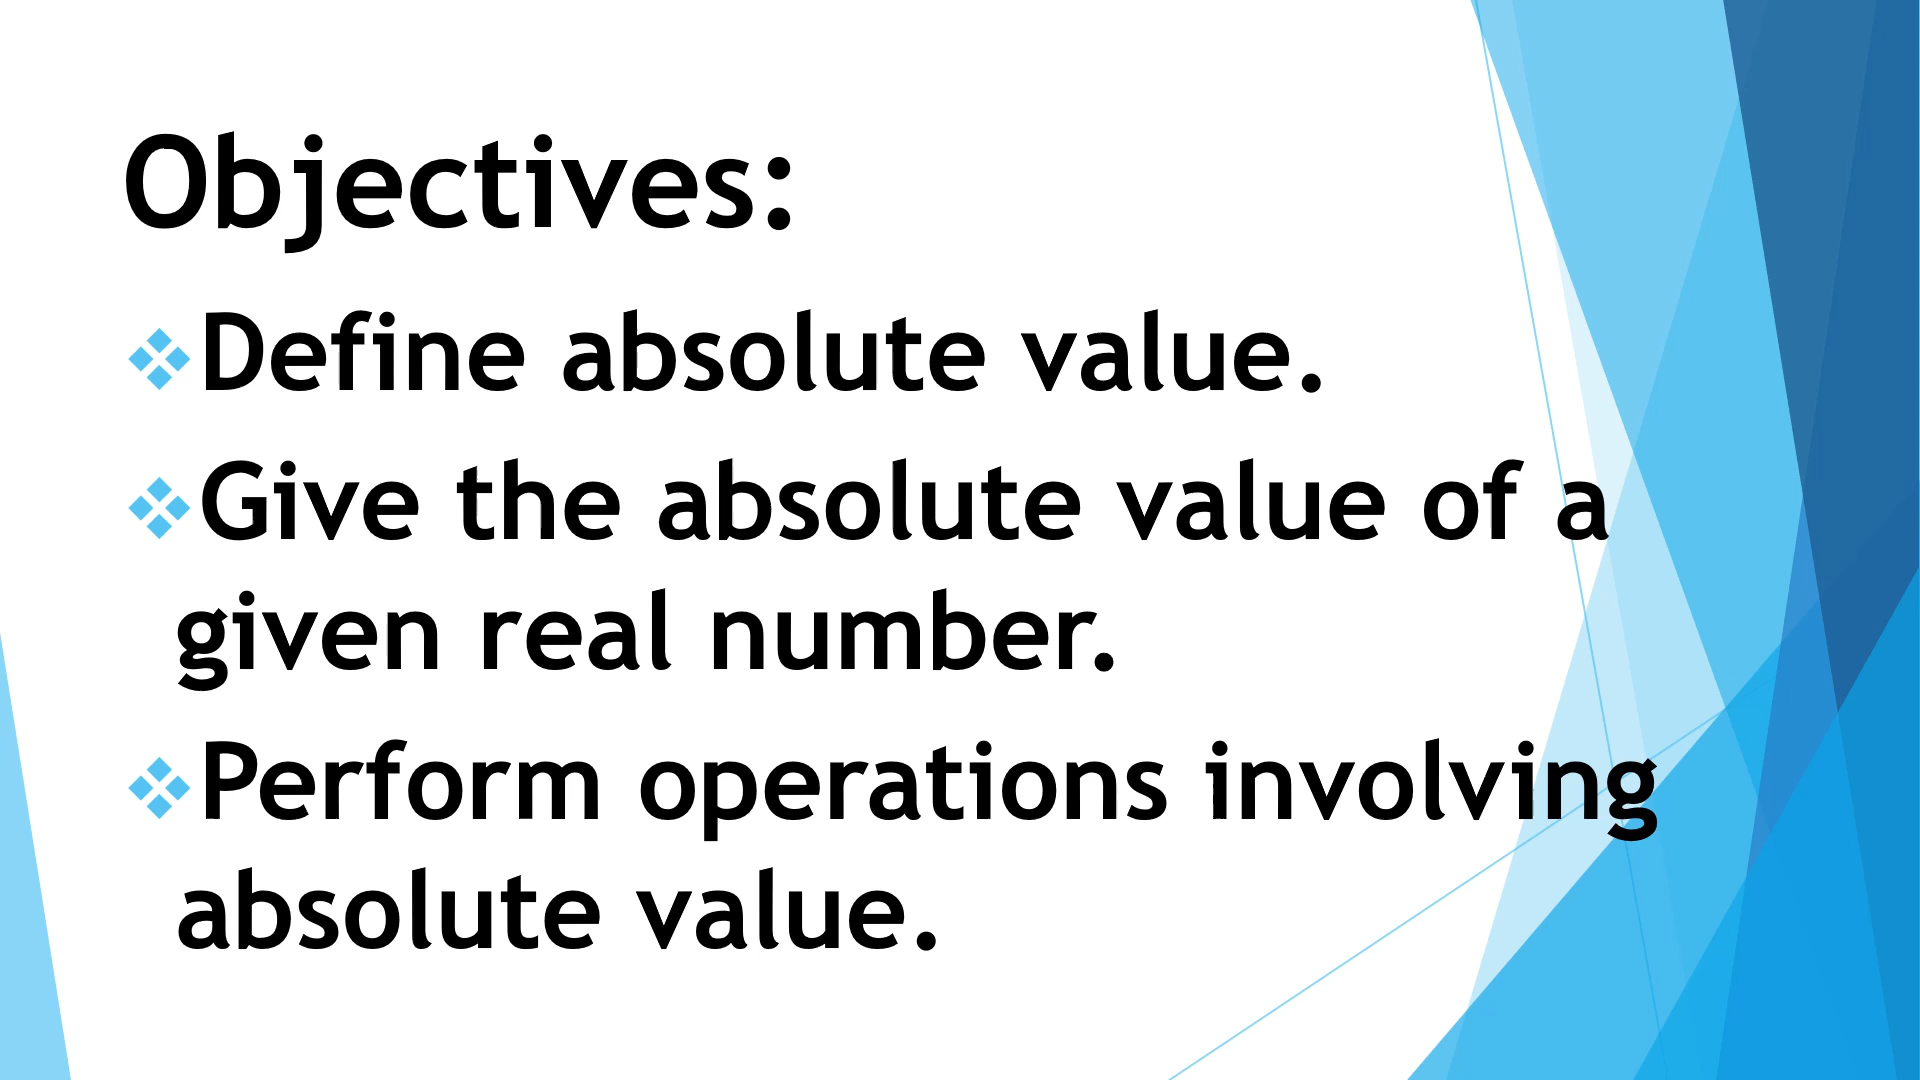 Objectives:
❖Define absolute value.
❖Give the absolute value of a
given real number.
❖Perform operations involving
absolute value.